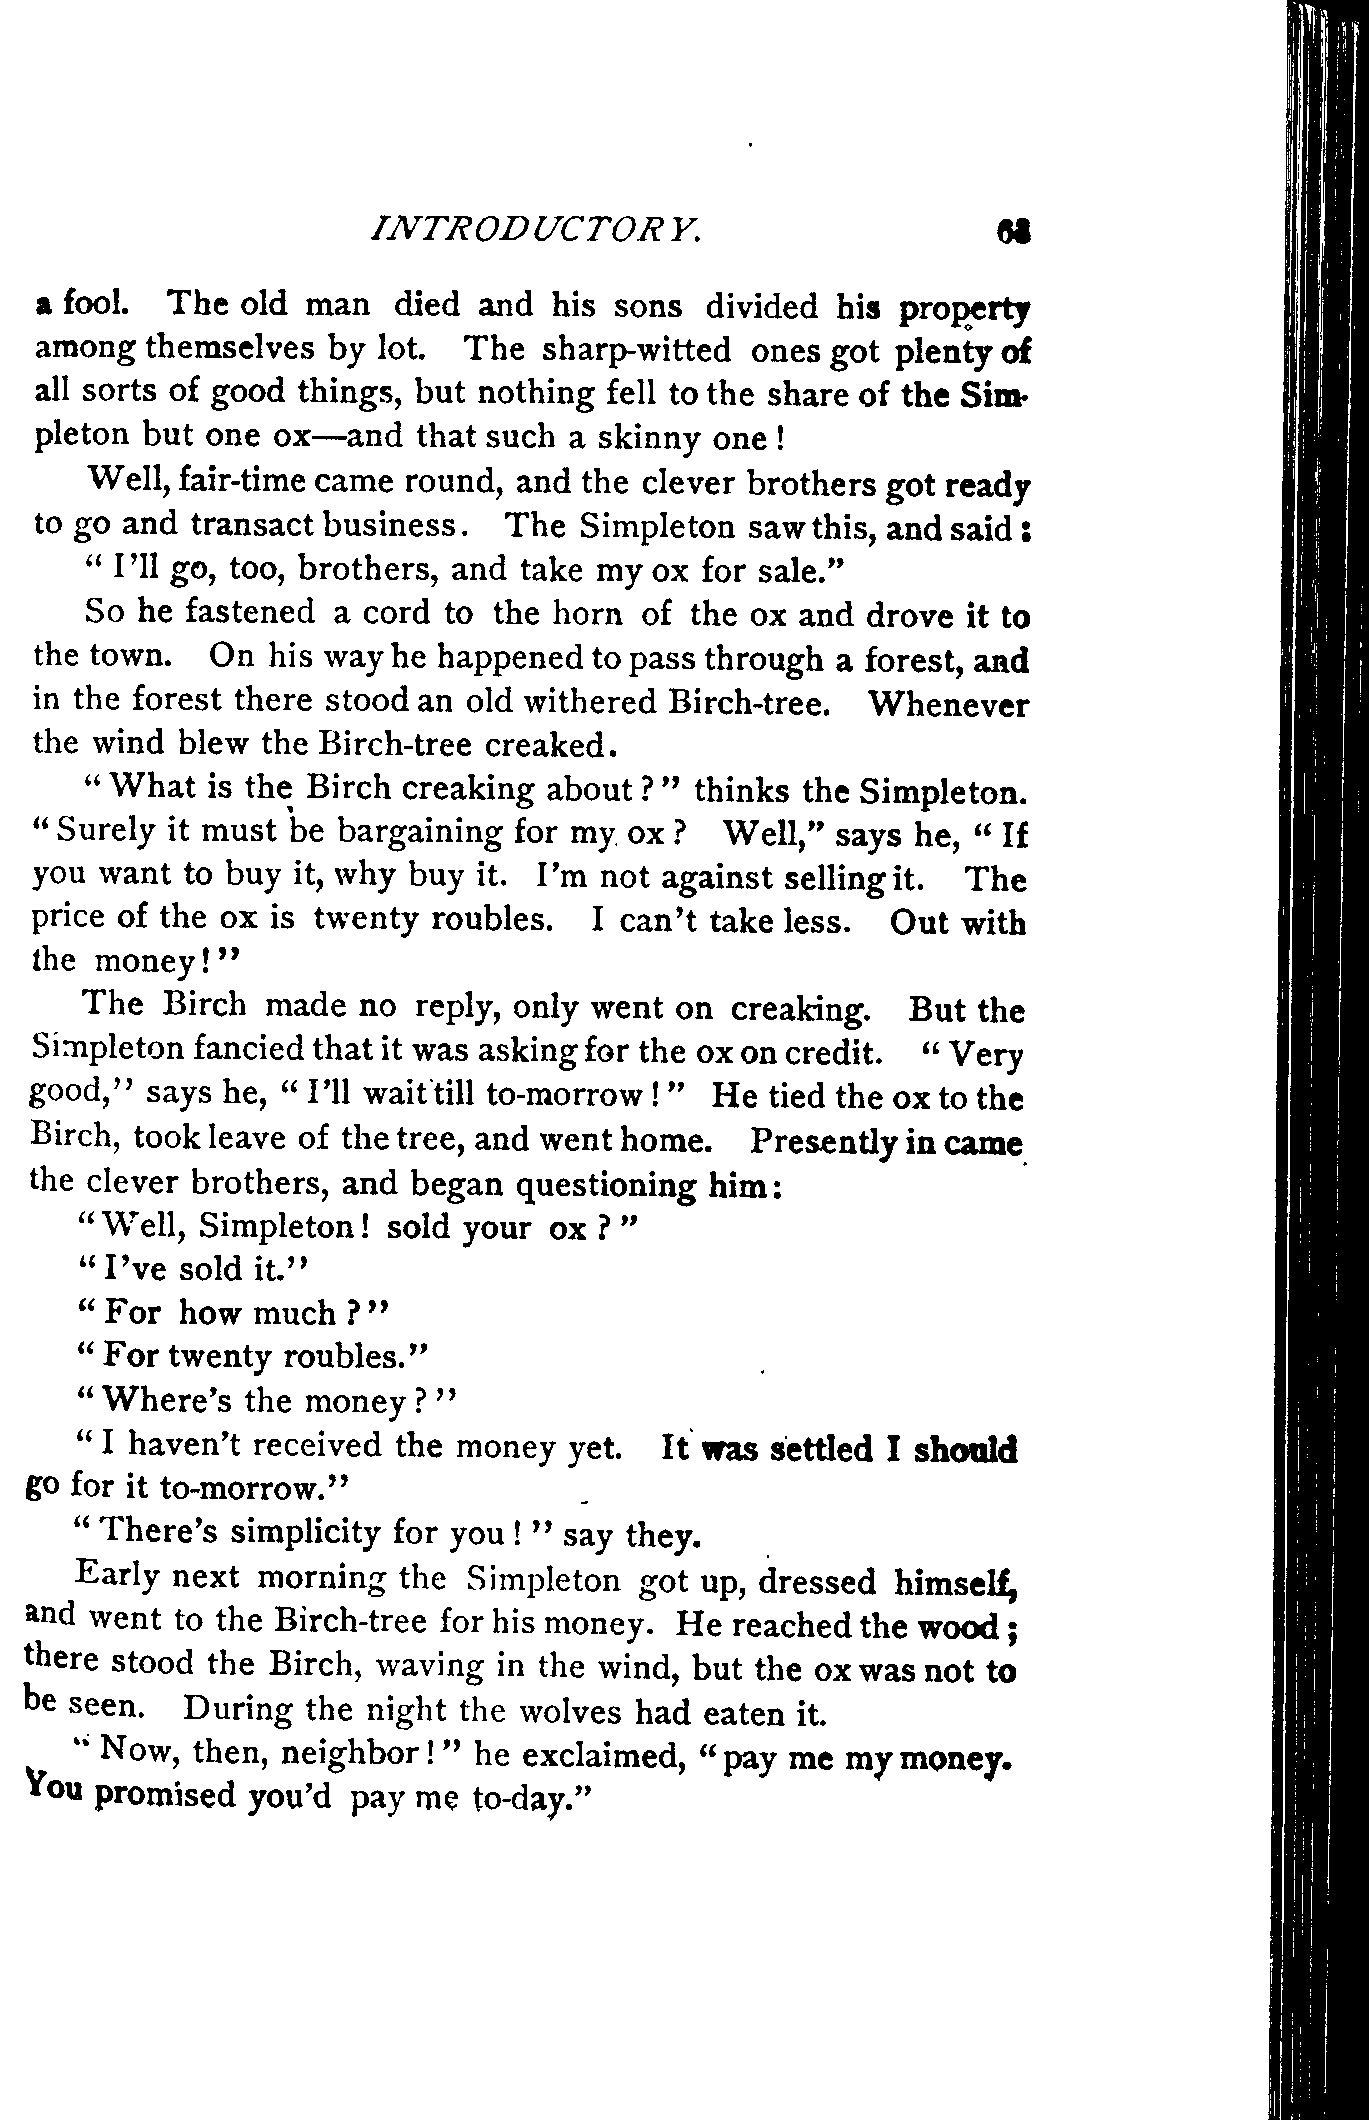 INTRODUCTORY. 63
a fool. The old man died and his sons divided his property
among themselves by lot. The sharp-witted ones got plenty of
all sorts of good things, but nothing fell to the share of the Sim-
pleton but one ox—and that such a skinny one!
Well, fair-time came round, and the clever brothers got ready
to go and transact business. The Simpleton saw this, and said:
"I'll go, too, brothers, and take my ox for sale."
So he fastened a cord to the horn of the ox and drove it to
the town. On his way he happened to pass through a forest, and
in the forest there stood an old withered Birch-tree. Whenever
the wind blew the Birch-tree creaked.
"What is the Birch creaking about?" thinks the Simpleton.
"Surely it must be bargaining for my ox? Well," says he, "If
you want to buy it, why buy it. I'm not against selling it. The
price of the ox is twenty roubles. I can't take less. Out with
the money!"
The Birch made no reply, only went on creaking. But the
Simpleton fancied that it was asking for the ox on credit. "Very
good," says he, "I'll wait till to-morrow!" He tied the ox to the
Birch, took leave of the tree, and went home. Presently in came
the clever brothers, and began questioning him:
"Well, Simpleton! sold your ox?"
"I've sold it."
"For how much?"
"For twenty roubles."
"Where's the money?"
"I haven't received the money yet. It was settled I should
go for it to-morrow."
"There's simplicity for you!" say they.
Early next morning the Simpleton got up, dressed himself,
and went to the Birch-tree for his money. He reached the wood;
there stood the Birch, waving in the wind, but the ox was not to
be seen. During the night the wolves had eaten it.
"Now, then, neighbor!" he exclaimed, "pay me my money.
You promised you'd pay me to-day."